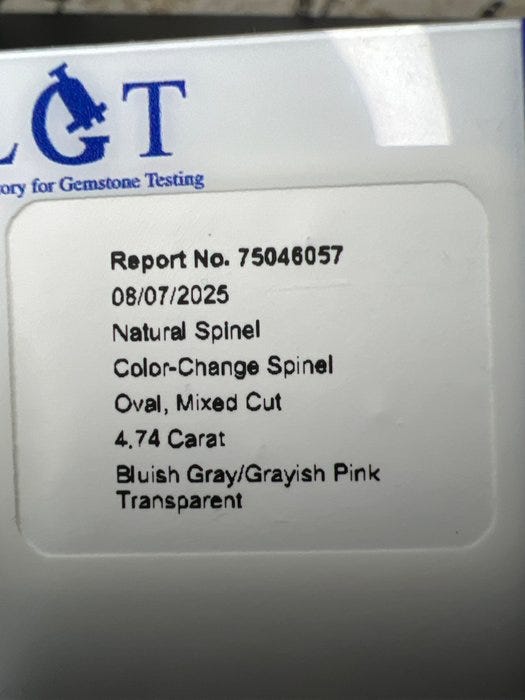 GT
ory for Gemstone Testing
Report No. 75046057
08/07/2025
Natural Spinel
Color-Change Spinel
Oval, Mixed Cut
4.74 Carat
Bluish Gray/Grayish Pink
Transparent